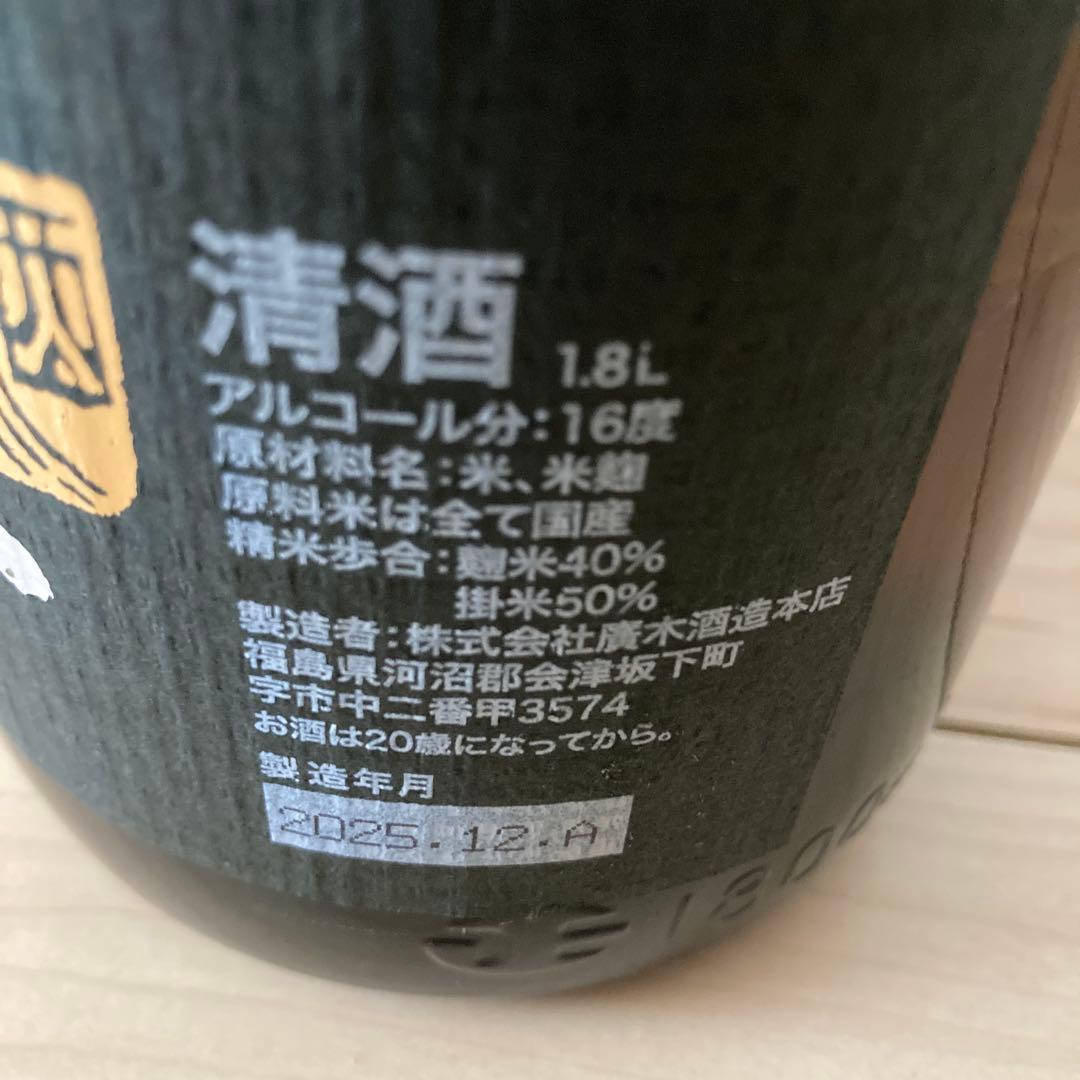 清酒 1.8L
アルコール分：16度
原材料名：米、米麹
原料米は全て国産
精米歩合：麹米40%
掛米50%
製造者：株式会社廣木酒造本店
福島県河沼郡会津坂下町
字市中二番甲3574
お酒は20歳になってから。
製造年月
2025.12.A